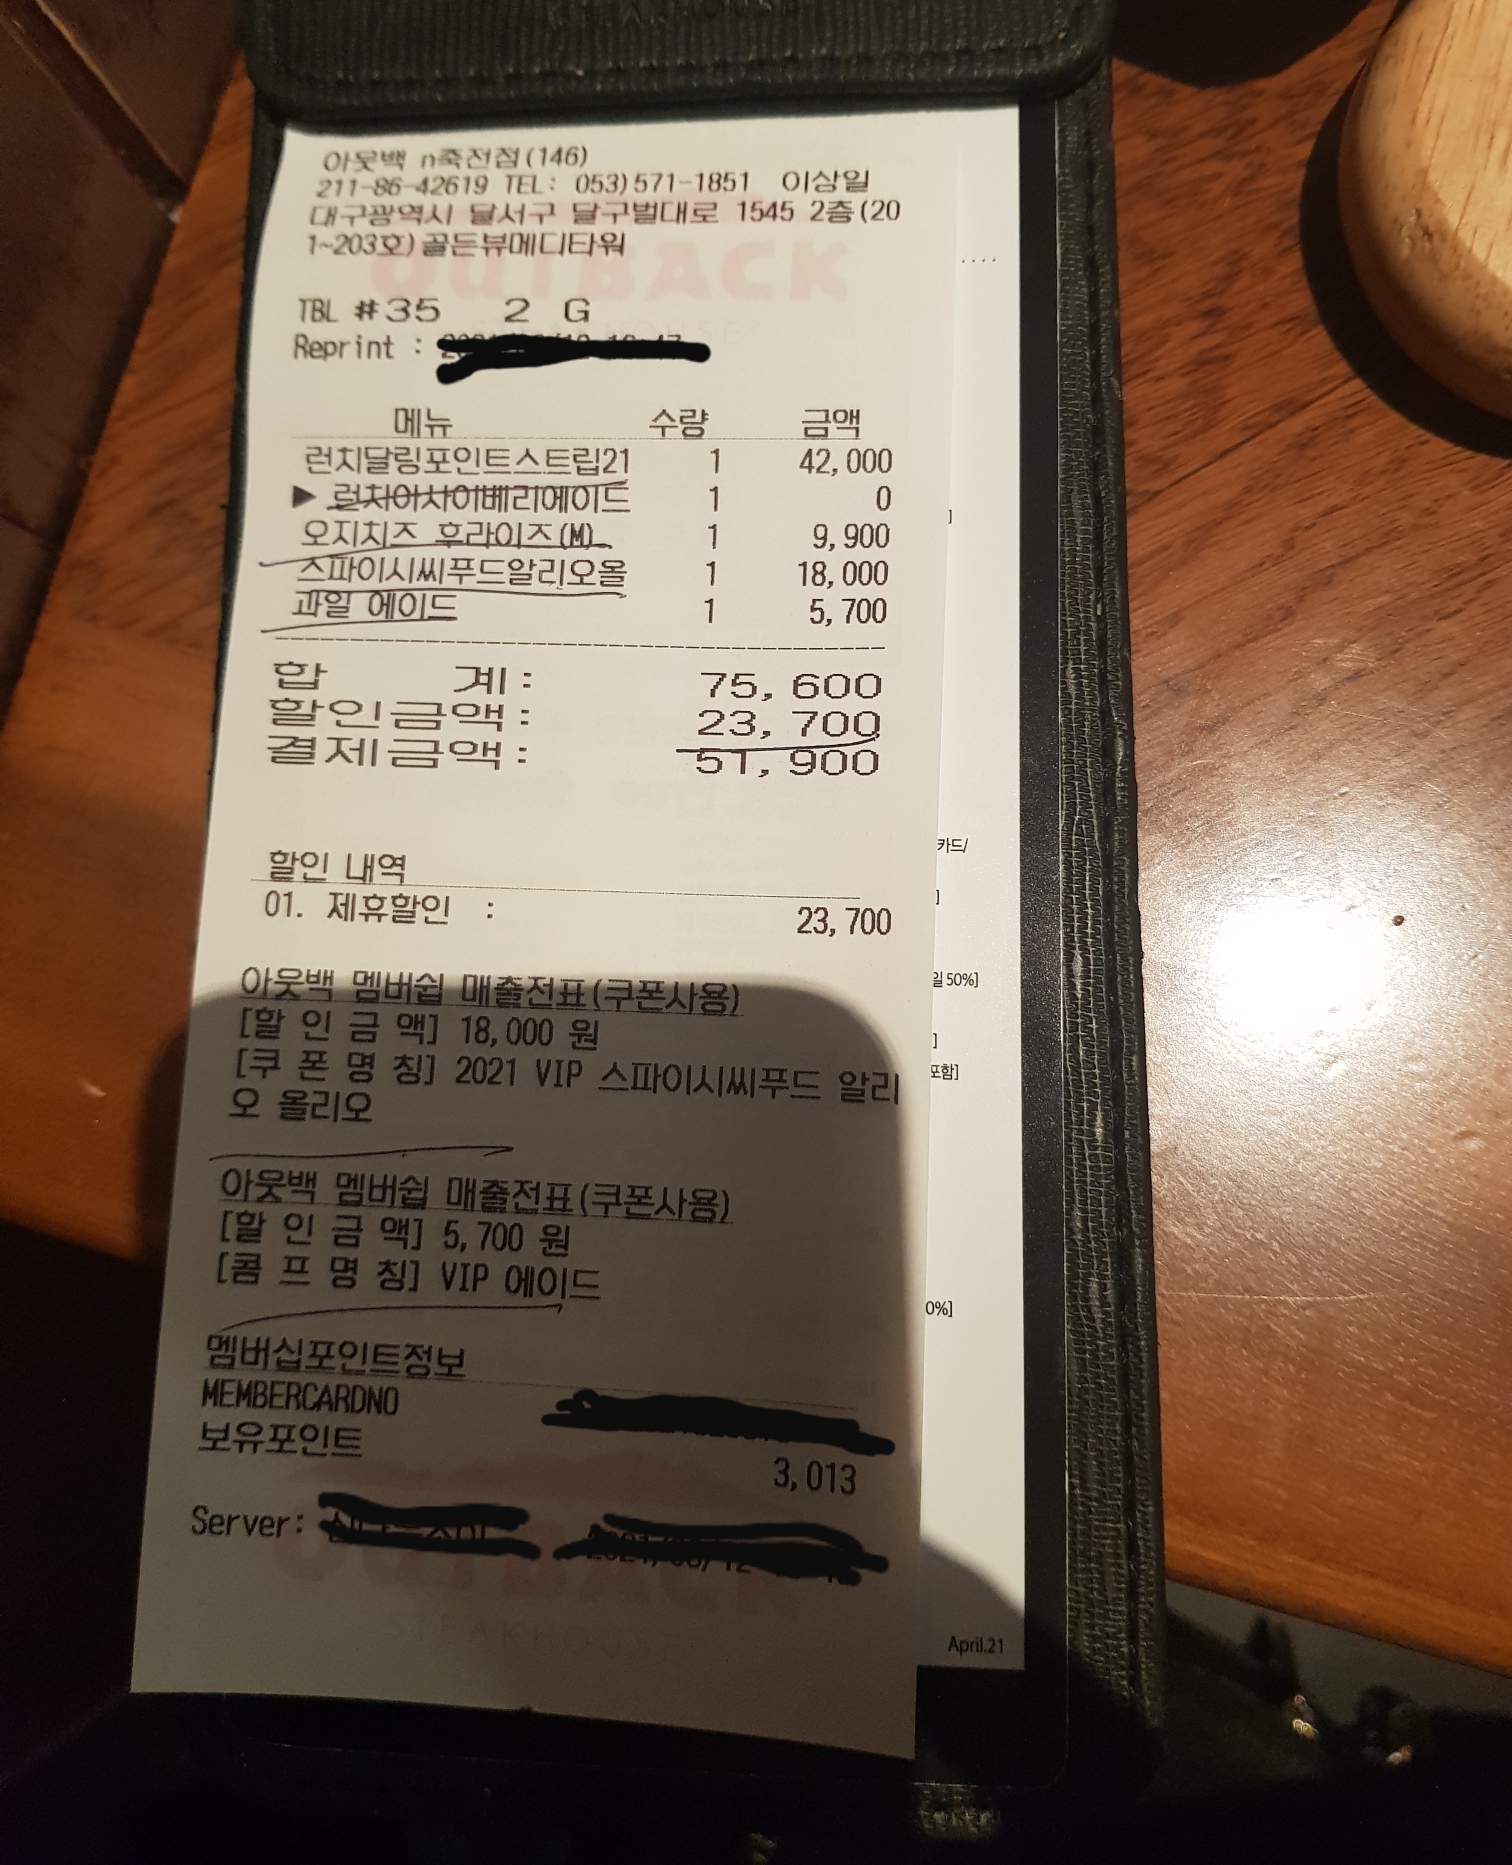 아웃백 n죽전점(146)
211-86-42619 TEL: 053)571-1851 이상일
대구광역시 달서구 달구벌대로 1545 2층(20
1~203호)골든뷰메디타워
OUTBACK
TBL #35 2 G
Reprint :
메뉴 수량 금액
런치달링포인트스트립21 1 42,000
▶ 런치아사이베리에이드 1 0
오지치즈 후라이즈(M) 1 9,900
스파이시씨푸드알리오올 1 18,000
과일 에이드 1 5,700
합 계: 75,600
할인금액: 23,700
결제금액: 51,900
할인 내역
01. 제휴할인 : 23,700
아웃백 멤버쉽 매출전표(쿠폰사용)
[할 인 금 액] 18,000 원
[쿠 폰 명 칭] 2021 VIP 스파이시씨푸드 알리
오 올리오
아웃백 멤버쉽 매출전표(쿠폰사용)
[할 인 금 액] 5,700 원
[콤 프 명 칭] VIP 에이드
멤버십포인트정보
MEMBERCARDNO
보유포인트 3,013
Server:
OUTBACK
STEAKHOUSE
카드/
일 50%]
포함]
0%]
April.21